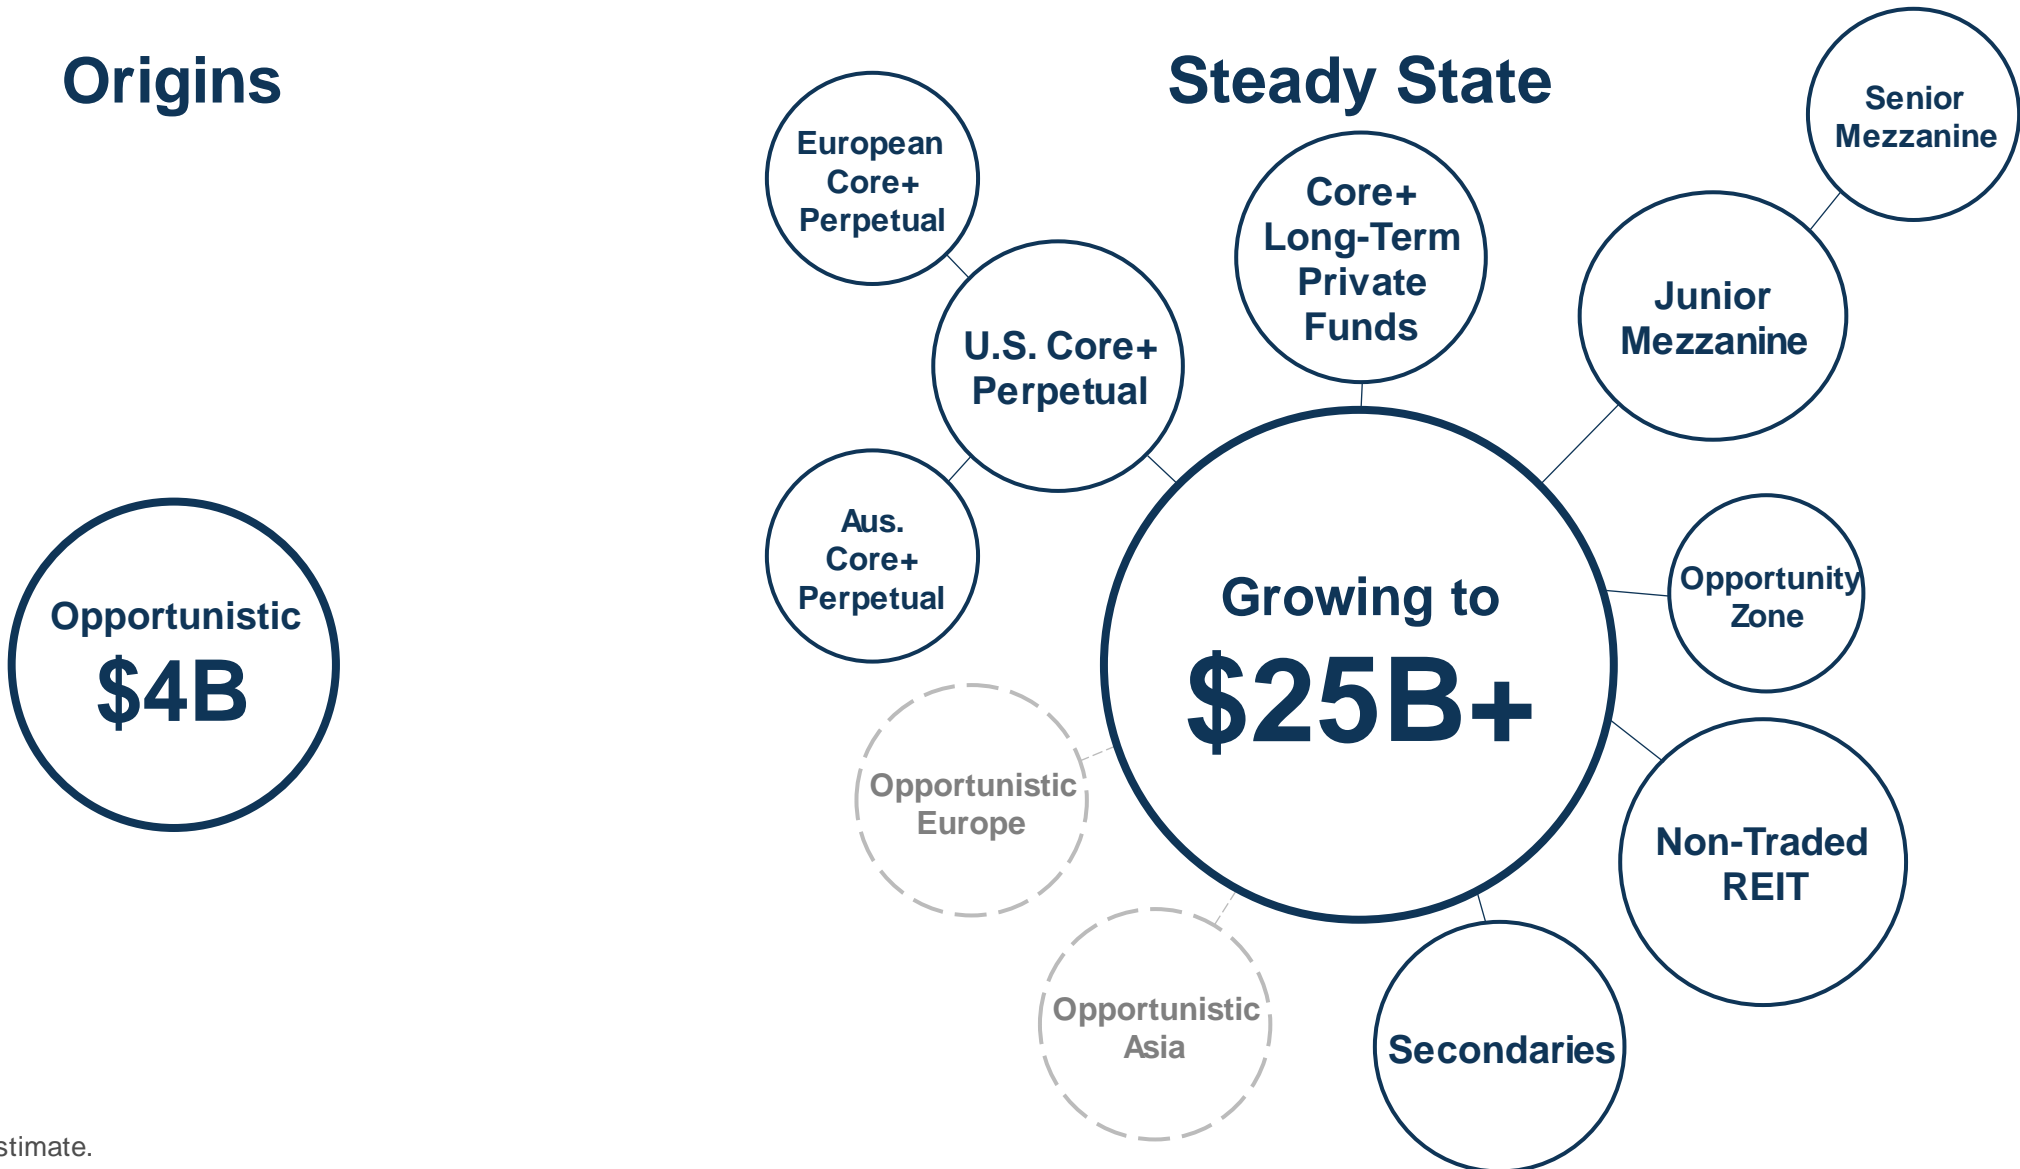 Origins
Opportunistic
$4B
Steady State
European
Core+
Perpetual
U.S. Core+
Perpetual
Aus.
Core+
Perpetual
Core+
Long-Term
Private
Funds
Junior
Mezzanine
Senior
Mezzanine
Growing to
$25B+
Opportunity
Zone
Non-Traded
REIT
Secondaries
Opportunistic
Europe
Opportunistic
Asia